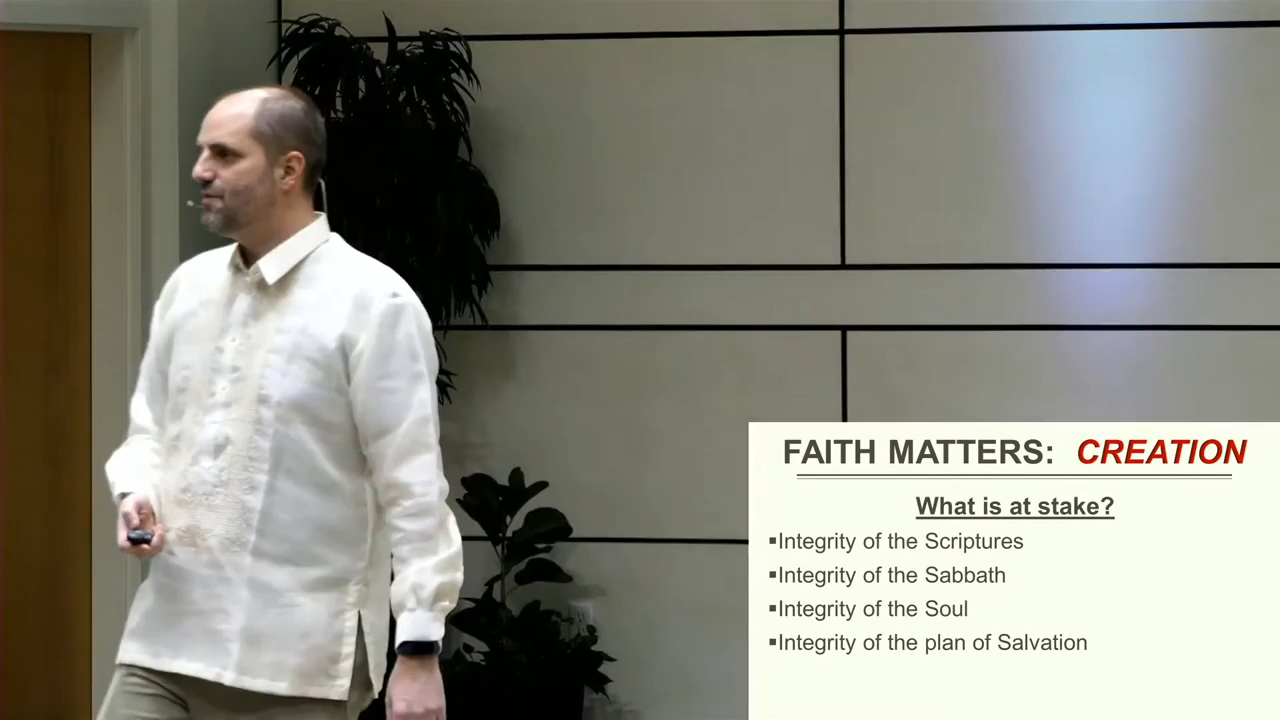 FAITH MATTERS: CREATION
What is at stake?
▪Integrity of the Scriptures
▪Integrity of the Sabbath
▪Integrity of the Soul
▪Integrity of the plan of Salvation